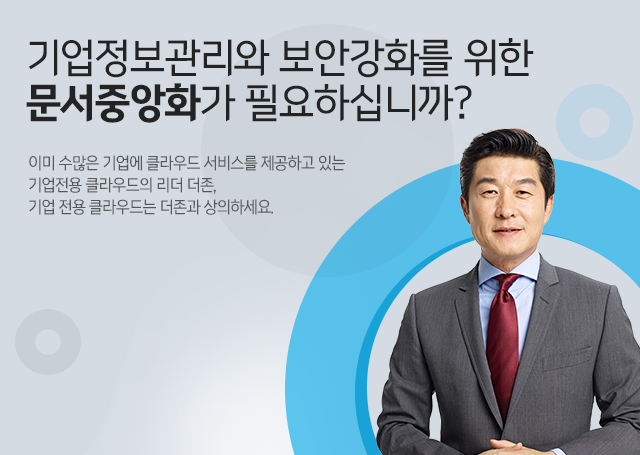 기업정보관리와 보안강화를 위한
문서중앙화가 필요하십니까?
이미 수많은 기업에 클라우드 서비스를 제공하고 있는
기업전용 클라우드의 리더 더존,
기업 전용 클라우드는 더존과 상의하세요.